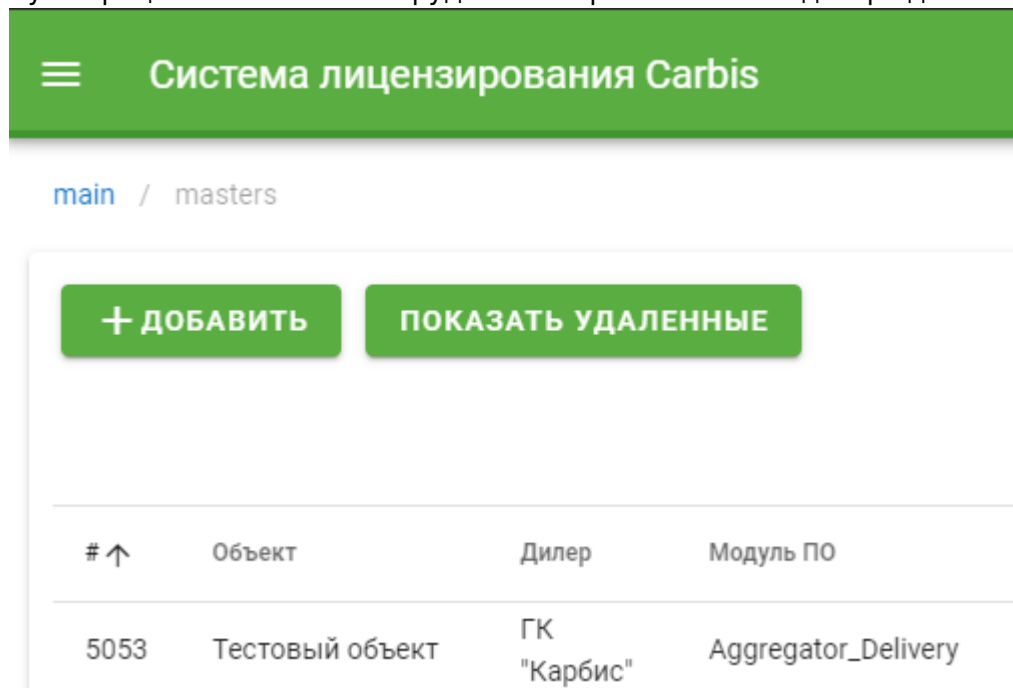 Система лицензирования Carbis
main / masters
+ ДОБАВИТЬ ПОКАЗАТЬ УДАЛЕННЫЕ
# ↑ Объект Дилер Модуль ПО
5053 Тестовый объект ГК "Карбис" Aggregator_Delivery